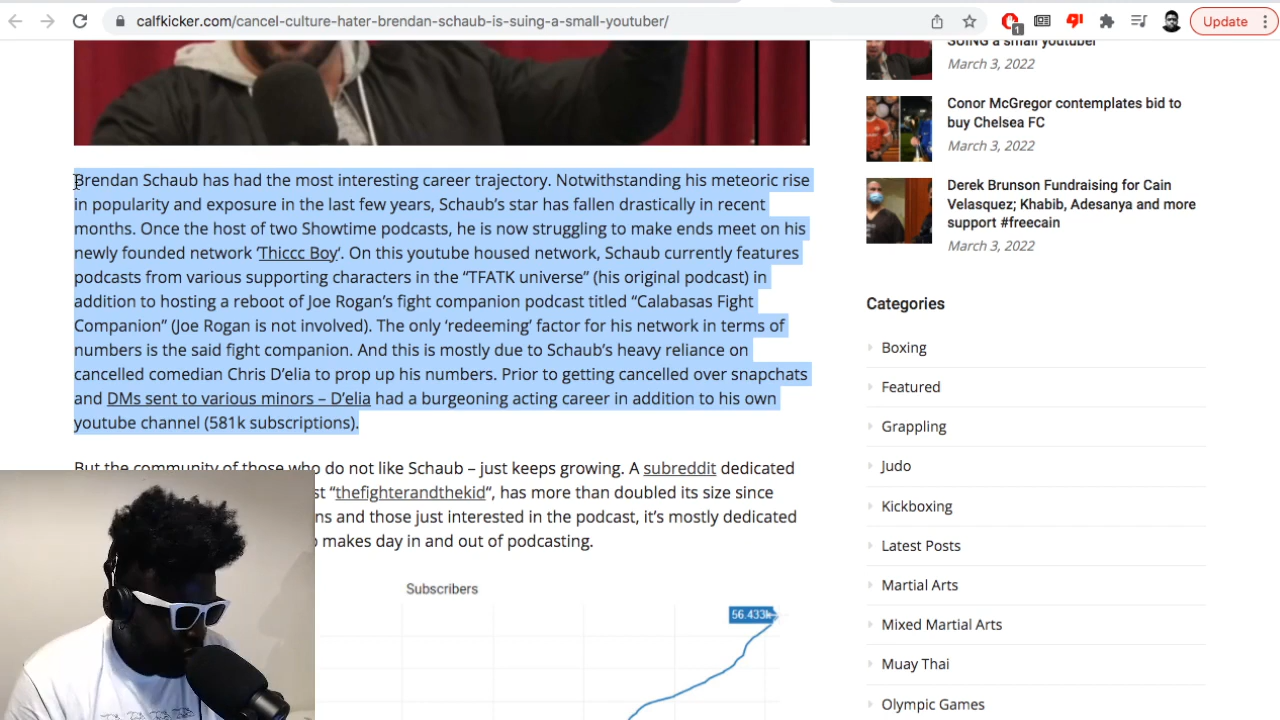 calfkicker.com/cancel-culture-hater-brendan-schaub-is-suing-a-small-youtuber/
1
Update
SUING a small youtuber
March 3, 2022
Conor McGregor contemplates bid to
buy Chelsea FC
March 3, 2022
Derek Brunson Fundraising for Cain
Velasquez; Khabib, Adesanya and more
support #freecain
March 3, 2022
Brendan Schaub has had the most interesting career trajectory. Notwithstanding his meteoric rise
in popularity and exposure in the last few years, Schaub’s star has fallen drastically in recent
months. Once the host of two Showtime podcasts, he is now struggling to make ends meet on his
newly founded network ‘Thiccc Boy‘. On this youtube housed network, Schaub currently features
podcasts from various supporting characters in the “TFATK universe” (his original podcast) in
addition to hosting a reboot of Joe Rogan’s fight companion podcast titled “Calabasas Fight
Companion” (Joe Rogan is not involved). The only ‘redeeming’ factor for his network in terms of
numbers is the said fight companion. And this is mostly due to Schaub’s heavy reliance on
cancelled comedian Chris D’elia to prop up his numbers. Prior to getting cancelled over snapchats
and DMs sent to various minors – D’elia had a burgeoning acting career in addition to his own
youtube channel (581k subscriptions).
But the community of those who do not like Schaub – just keeps growing. A subreddit dedicated
“thefighterandthekid“, has more than doubled its size since
and those just interested in the podcast, it’s mostly dedicated
makes day in and out of podcasting.
Subscribers
56.433k
Categories
Boxing
Featured
Grappling
Judo
Kickboxing
Latest Posts
Martial Arts
Mixed Martial Arts
Muay Thai
Olympic Games